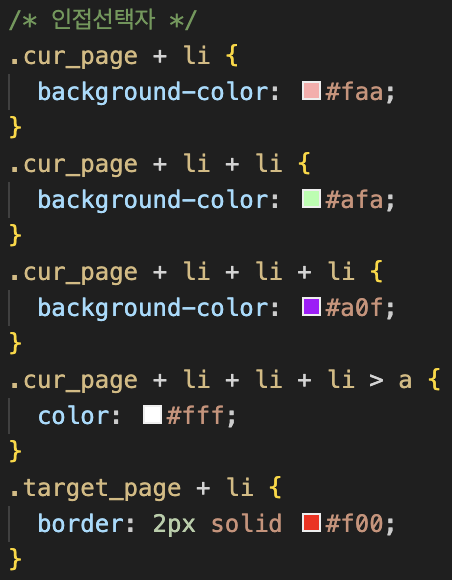 /* 인접선택자 */
.cur_page + li {
  background-color: #faa;
}
.cur_page + li + li {
  background-color: #afa;
}
.cur_page + li + li + li {
  background-color: #a0f;
}
.cur_page + li + li + li > a {
  color: #fff;
}
.target_page + li {
  border: 2px solid #f00;
}